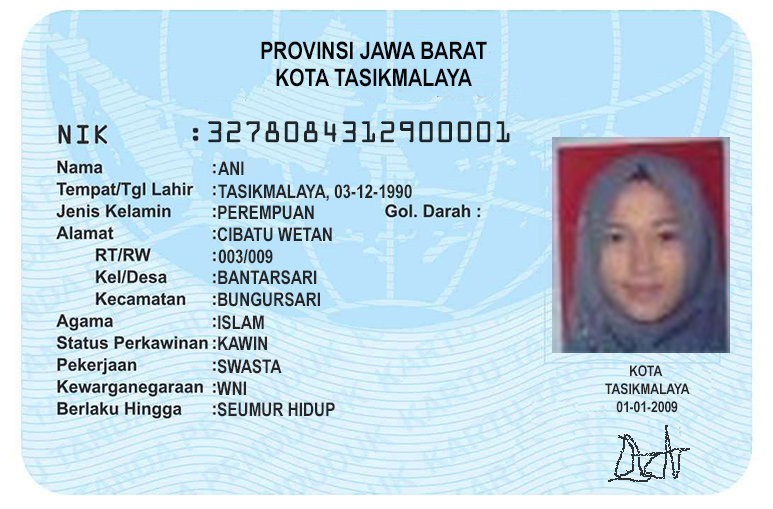 PROVINSI JAWA BARAT
KOTA TASIKMALAYA
NIK :3278084312900001
Nama :ANI
Tempat/Tgl Lahir :TASIKMALAYA, 03-12-1990
Jenis Kelamin :PEREMPUAN Gol. Darah :
Alamat :CIBATU WETAN
RT/RW :003/009
Kel/Desa :BANTARSARI
Kecamatan :BUNGURSARI
Agama :ISLAM
Status Perkawinan :KAWIN
Pekerjaan :SWASTA
Kewarganegaraan :WNI
Berlaku Hingga :SEUMUR HIDUP
KOTA
TASIKMALAYA
01-01-2009